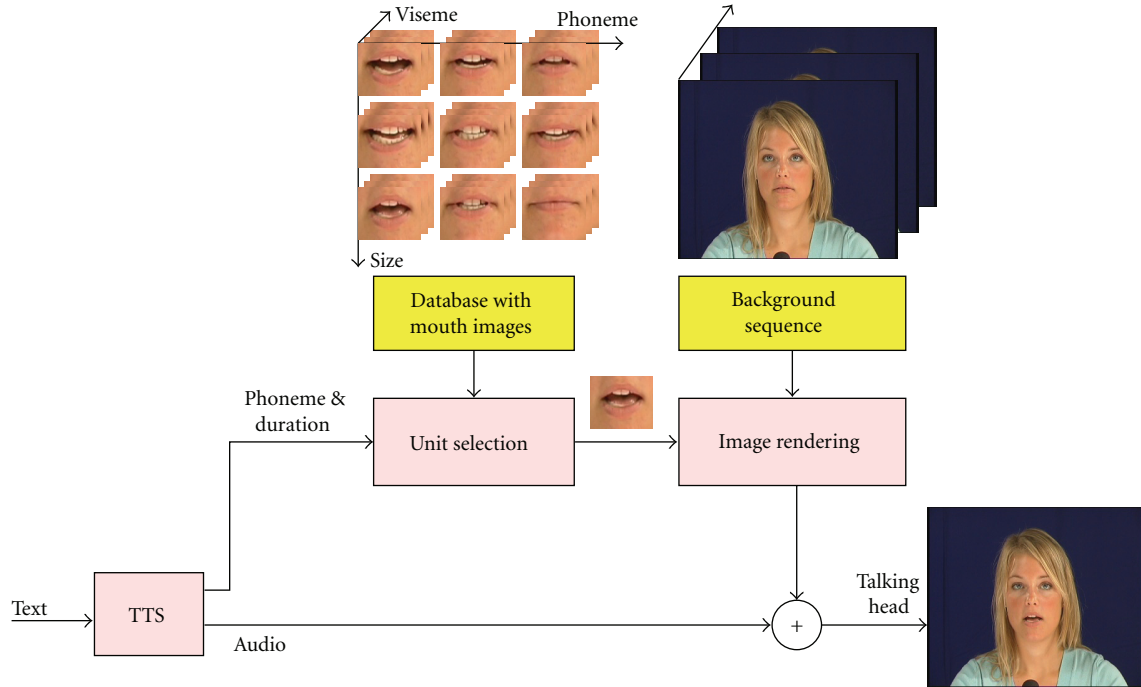 Viseme
Phoneme
Size
Database with
mouth images
Background
sequence
Phoneme &
duration
Unit selection
Image rendering
Text
TTS
Audio
+
Talking
head